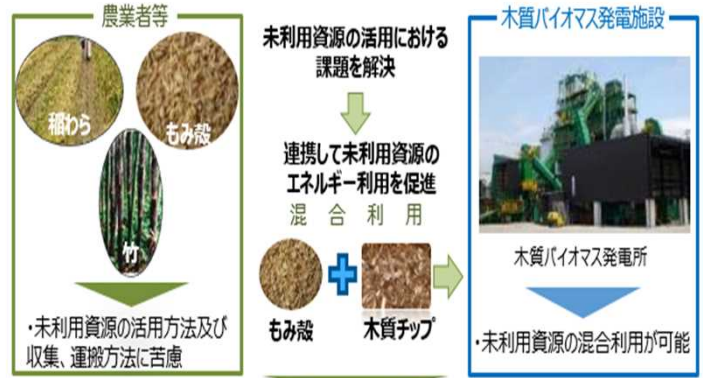 農業者等
稲わら
もみ殻
竹
・未利用資源の活用方法及び
収集、運搬方法に苦慮
未利用資源の活用における
課題を解決
連携して未利用資源の
エネルギー利用を促進
混合利用
もみ殻
木質チップ
木質バイオマス発電施設
木質バイオマス発電所
・未利用資源の混合利用が可能